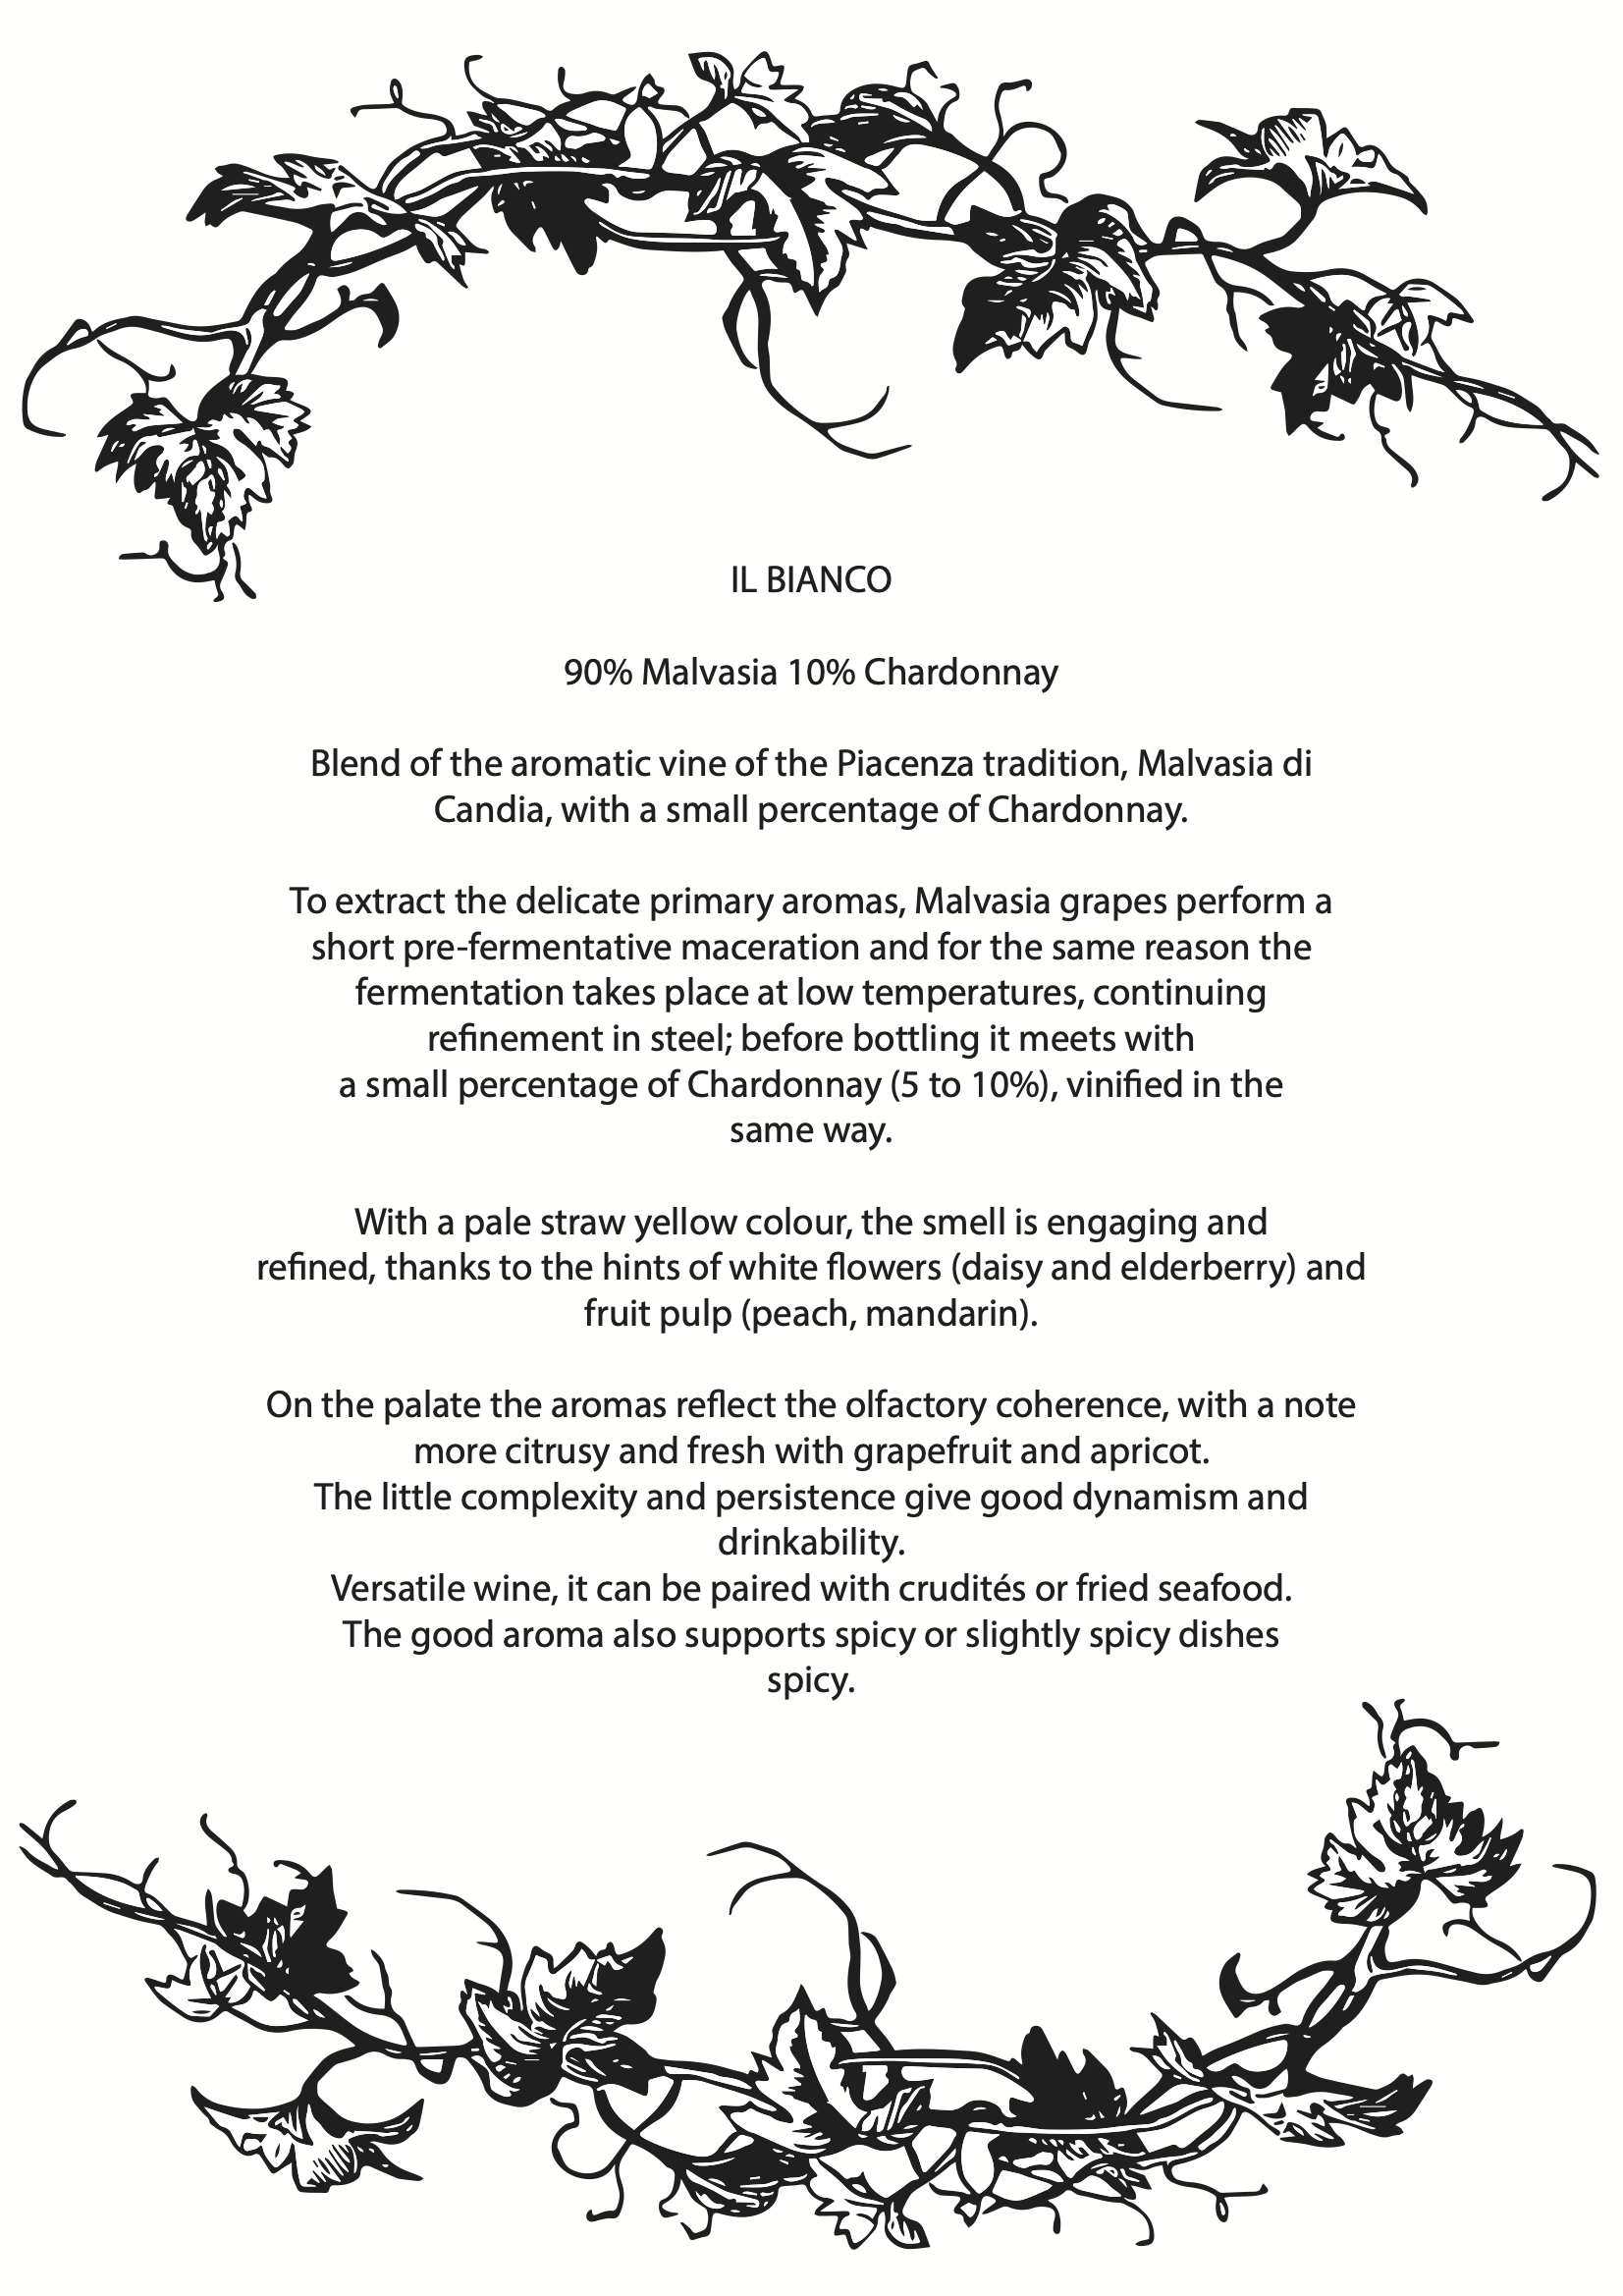 IL BIANCO
90% Malvasia 10% Chardonnay
Blend of the aromatic vine of the Piacenza tradition, Malvasia di
Candia, with a small percentage of Chardonnay.
To extract the delicate primary aromas, Malvasia grapes perform a
short pre-fermentative maceration and for the same reason the
fermentation takes place at low temperatures, continuing
refinement in steel; before bottling it meets with
a small percentage of Chardonnay (5 to 10%), vinified in the
same way.
With a pale straw yellow colour, the smell is engaging and
refined, thanks to the hints of white flowers (daisy and elderberry) and
fruit pulp (peach, mandarin).
On the palate the aromas reflect the olfactory coherence, with a note
more citrusy and fresh with grapefruit and apricot.
The little complexity and persistence give good dynamism and
drinkability.
Versatile wine, it can be paired with crudités or fried seafood.
The good aroma also supports spicy or slightly spicy dishes
spicy.